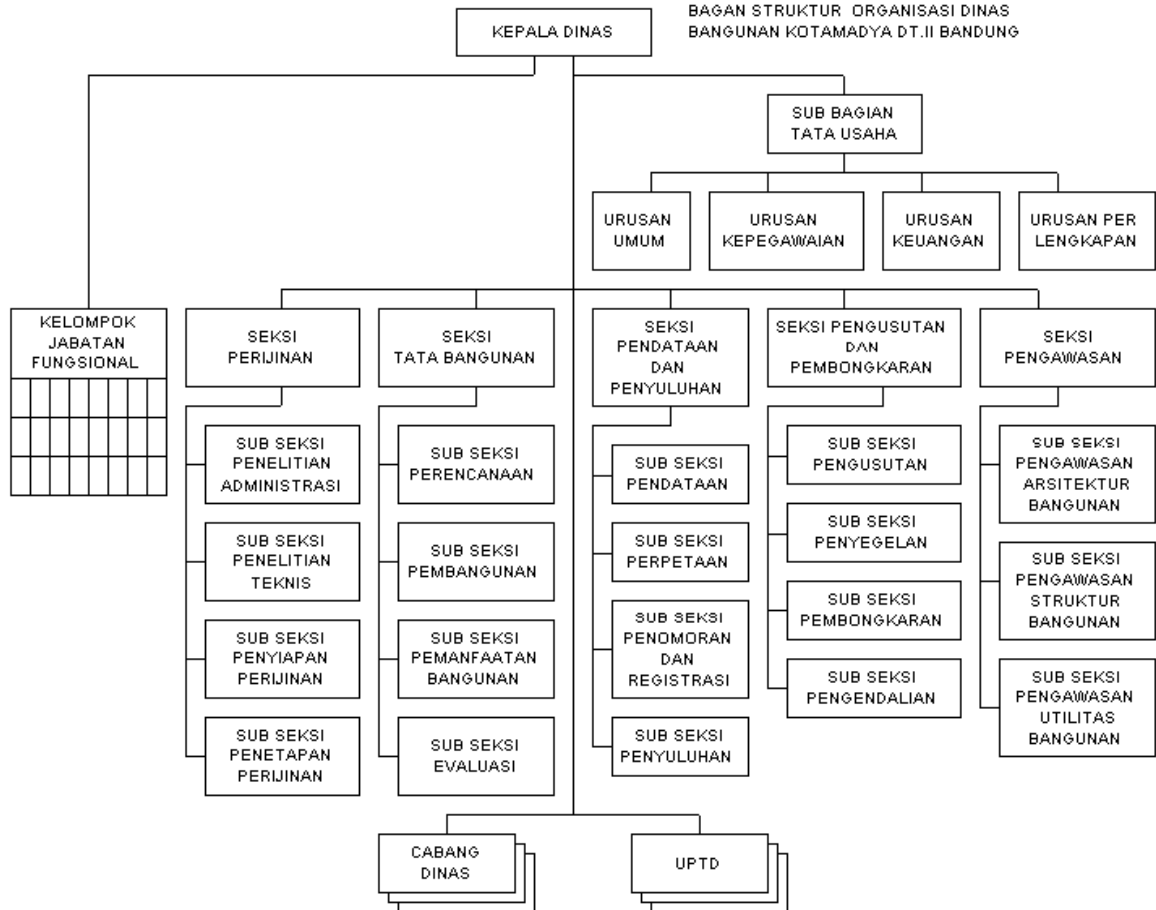 BAGAN STRUKTUR ORGANISASI DINAS
BANGUNAN KOTAMADYA DT.II BANDUNG
KEPALA DINAS
SUB BAGIAN
TATA USAHA
URUSAN
UMUM
URUSAN
KEPEGAWAIAN
URUSAN
KEUANGAN
URUSAN PER
LENGKAPAN
KELOMPOK
JABATAN
FUNGSIONAL
SEKSI
PERIJINAN
SEKSI
TATA BANGUNAN
SEKSI
PENDATAAN
DAN
PENYULUHAN
SEKSI PENGUSUTAN
DAN
PEMBONGKARAN
SEKSI
PENGAWASAN
SUB SEKSI
PENELITIAN
ADMINISTRASI
SUB SEKSI
PENELITIAN
TEKNIS
SUB SEKSI
PENYIAPAN
PERIJINAN
SUB SEKSI
PENETAPAN
PERIJINAN
SUB SEKSI
PERENCANAAN
SUB SEKSI
PEMBANGUNAN
SUB SEKSI
PEMANFAATAN
BANGUNAN
SUB SEKSI
EVALUASI
SUB SEKSI
PENDATAAN
SUB SEKSI
PERPETAAN
SUB SEKSI
PENOMORAN
DAN
REGISTRASI
SUB SEKSI
PENYULUHAN
SUB SEKSI
PENGUSUTAN
SUB SEKSI
PENYEGELAN
SUB SEKSI
PEMBONGKARAN
SUB SEKSI
PENGENDALIAN
SUB SEKSI
PENGAWASAN
ARSITEKTUR
BANGUNAN
SUB SEKSI
PENGAWASAN
STRUKTUR
BANGUNAN
SUB SEKSI
PENGAWASAN
UTILITAS
BANGUNAN
CABANG
DINAS
UPTD